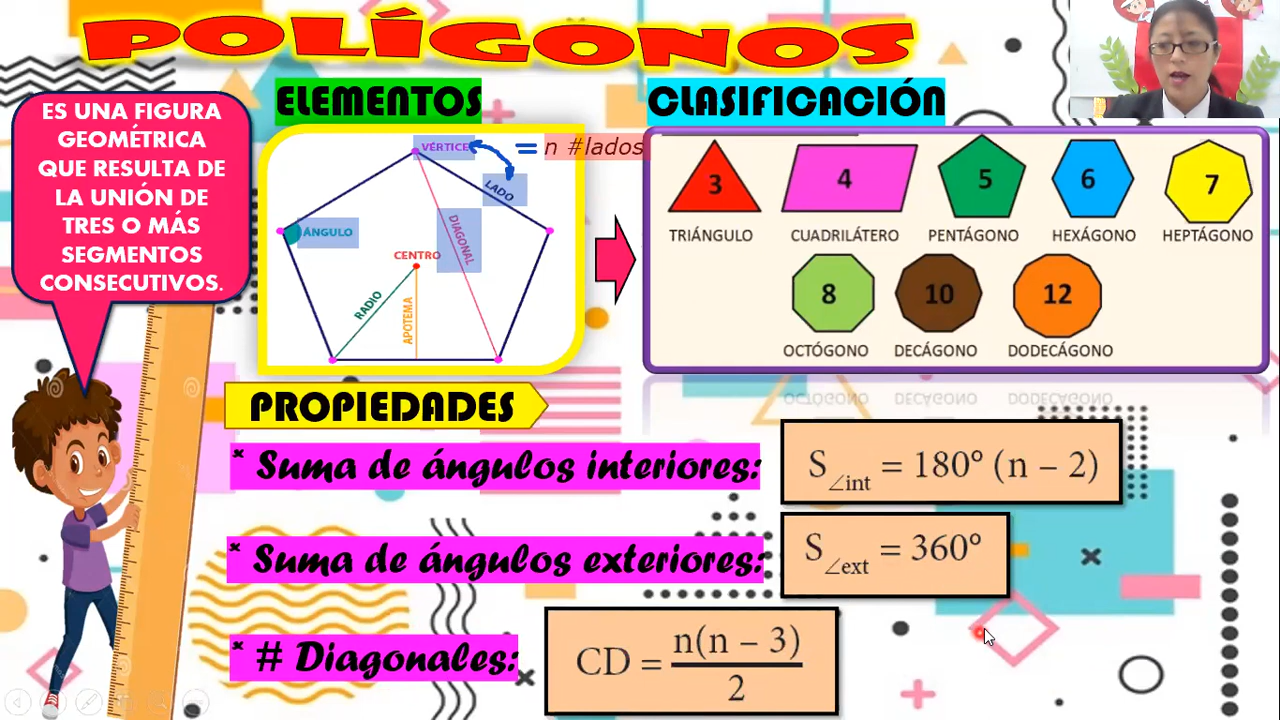 POLÍGONOS
ES UNA FIGURA
GEOMÉTRICA
QUE RESULTA DE
LA UNIÓN DE
TRES O MÁS
SEGMENTOS
CONSECUTIVOS.
ELEMENTOS
VÉRTICE
= n #lados
LADO
ÁNGULO
DIAGONAL
CENTRO
RADIO
APOTEMA
CLASIFICACIÓN
3
4
5
6
7
TRIÁNGULO
CUADRILÁTERO
PENTÁGONO
HEXÁGONO
HEPTÁGONO
8
10
12
OCTÓGONO
DECÁGONO
DODECÁGONO
PROPIEDADES
* Suma de ángulos interiores:
S∠int = 180° (n – 2)
* Suma de ángulos exteriores:
S∠ext = 360°
* # Diagonales:
CD = n(n – 3)
2